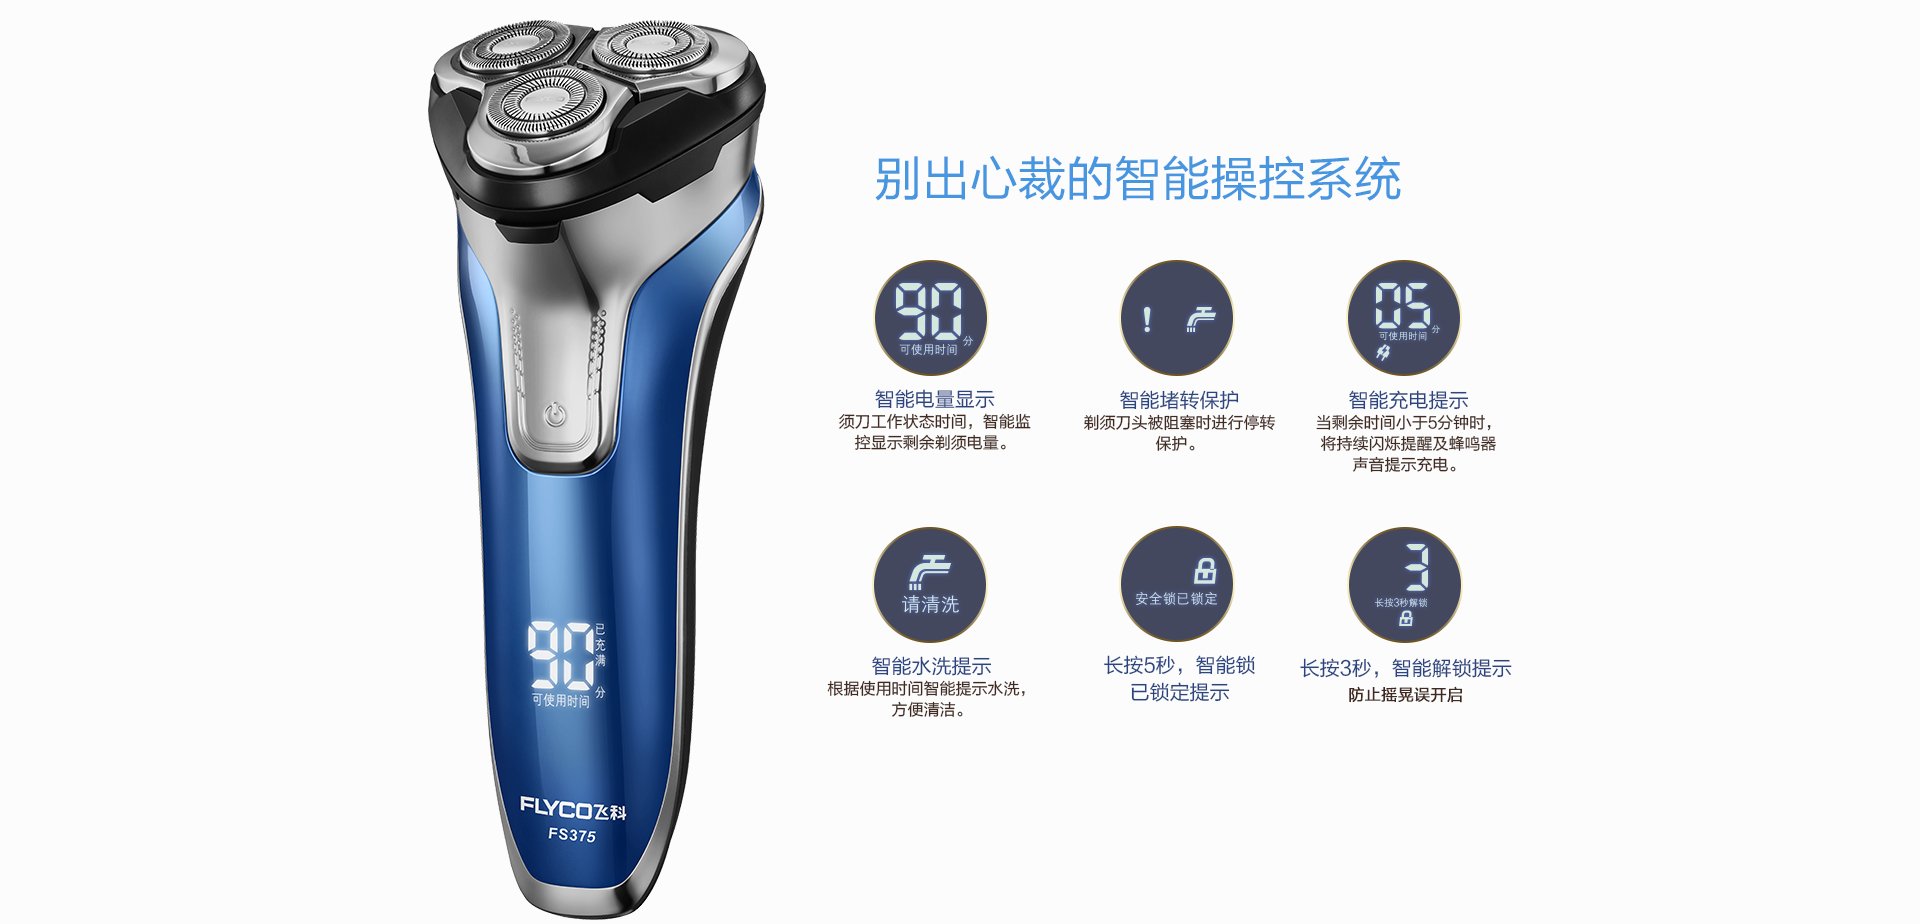 别出心裁的智能操控系统
90
分
可使用时间
05
分
可使用时间
智能电量显示
须刀工作状态时间，智能监
控显示剩余剃须电量。
智能堵转保护
剃须刀头被阻塞时进行停转
保护。
智能充电提示
当剩余时间小于5分钟时，
将持续闪烁提醒及蜂鸣器
声音提示充电。
请清洗
安全锁已锁定
3
长按3秒解锁
智能水洗提示
根据使用时间智能提示水洗，
方便清洁。
长按5秒，智能锁
已锁定提示
长按3秒，智能解锁提示
防止摇晃误开启
90
已充满
分
可使用时间
FLYCO飞科
FS375